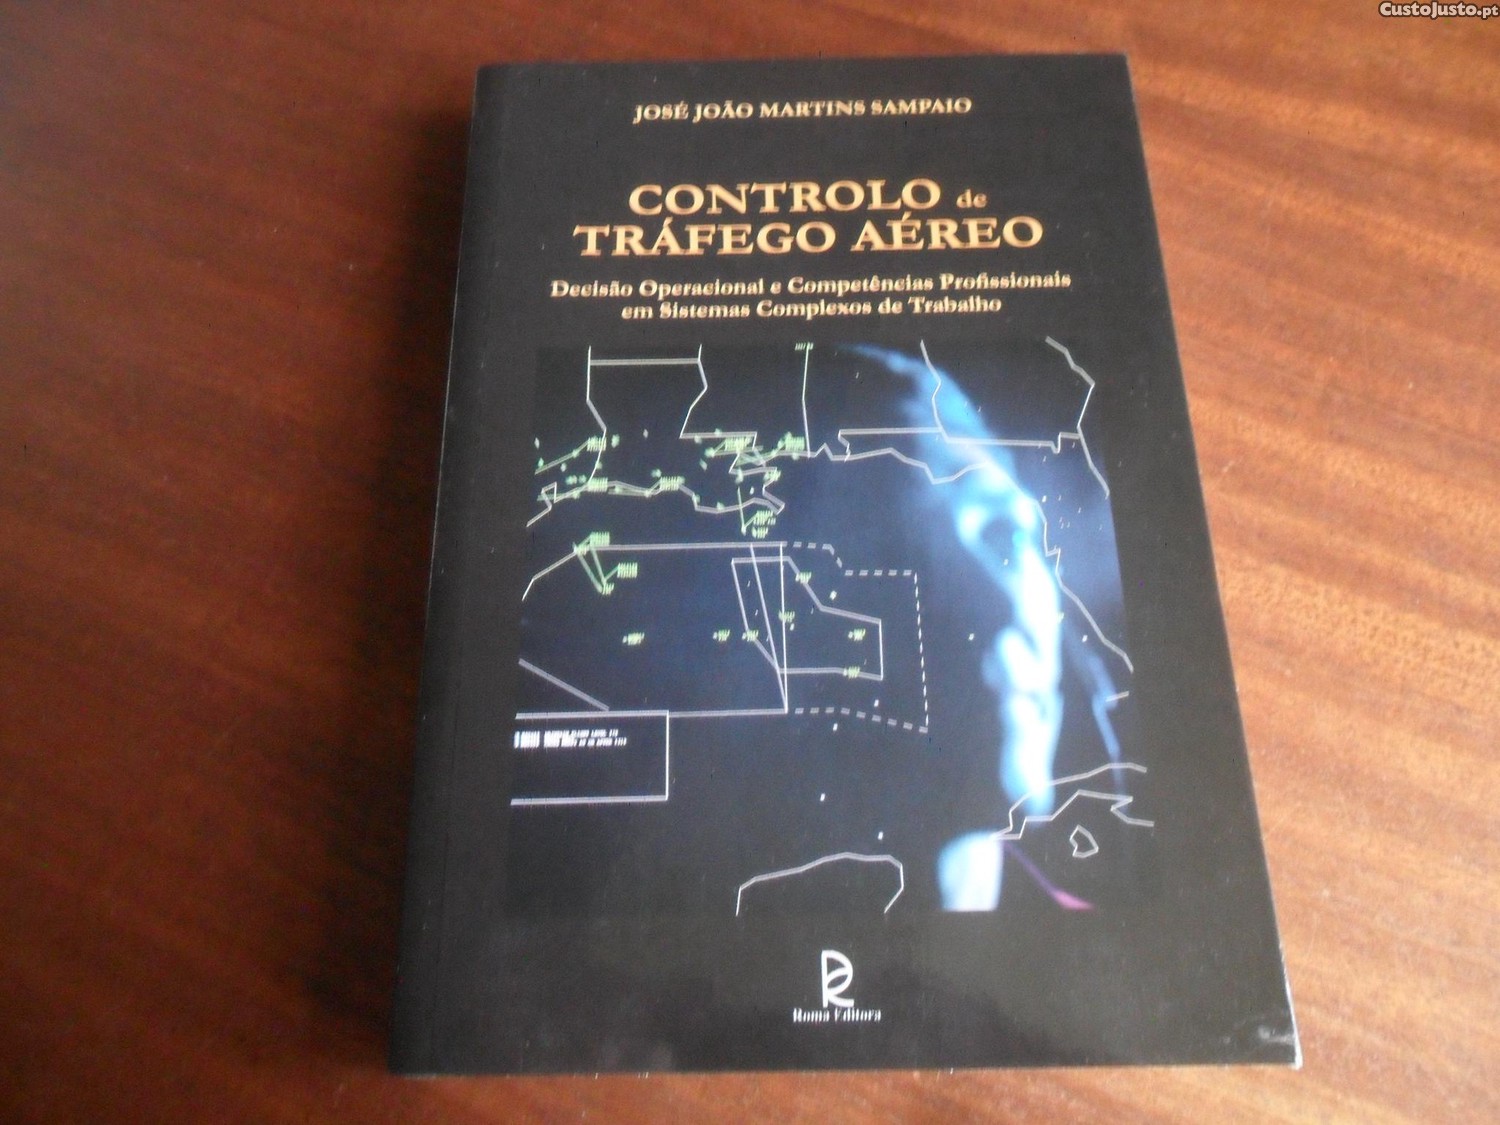 CustoJusto.pt
JOSÉ JOÃO MARTINS SAMPAIO
CONTROLO de
TRÁFEGO AÉREO
Decisão Operacional e Competências Profissionais
em Sistemas Complexos de Trabalho
Roma Editora